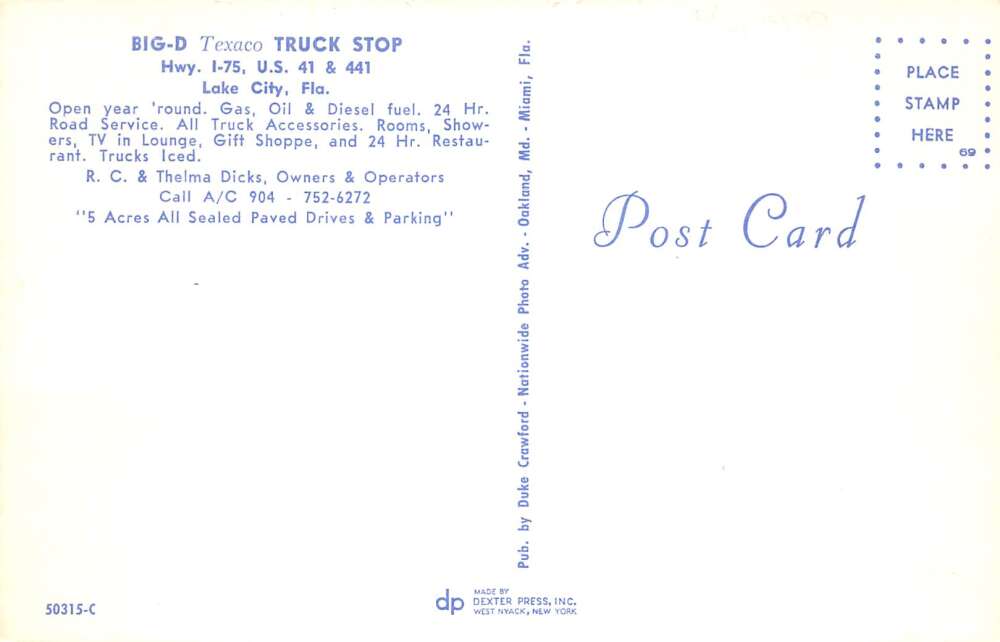 BIG-D Texaco TRUCK STOP
Hwy. I-75, U.S. 41 & 441
Lake City, Fla.
Open year 'round. Gas, Oil & Diesel fuel. 24 Hr.
Road Service. All Truck Accessories. Rooms, Show-
ers, TV in Lounge, Gift Shoppe, and 24 Hr. Restau-
rant. Trucks Iced.
R. C. & Thelma Dicks, Owners & Operators
Call A/C 904 - 752-6272
"5 Acres All Sealed Paved Drives & Parking"
50315-C
Pub. by Duke Crawford - Nationwide Photo Adv. - Oakland, Md. - Miami, Fla.
dp
MADE BY
DEXTER PRESS, INC.
WEST NYACK, NEW YORK
PLACE
STAMP
HERE
69
Post Card